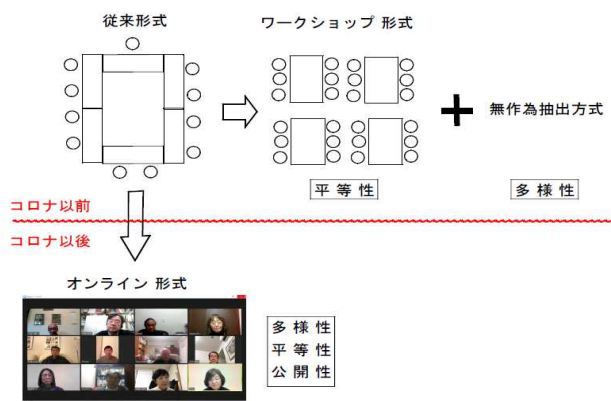 従来形式
ワークショップ 形式
無作為抽出方式
平 等 性
多 様 性
コロナ以前
コロナ以後
オンライン 形式
多 様 性
平 等 性
公 開 性